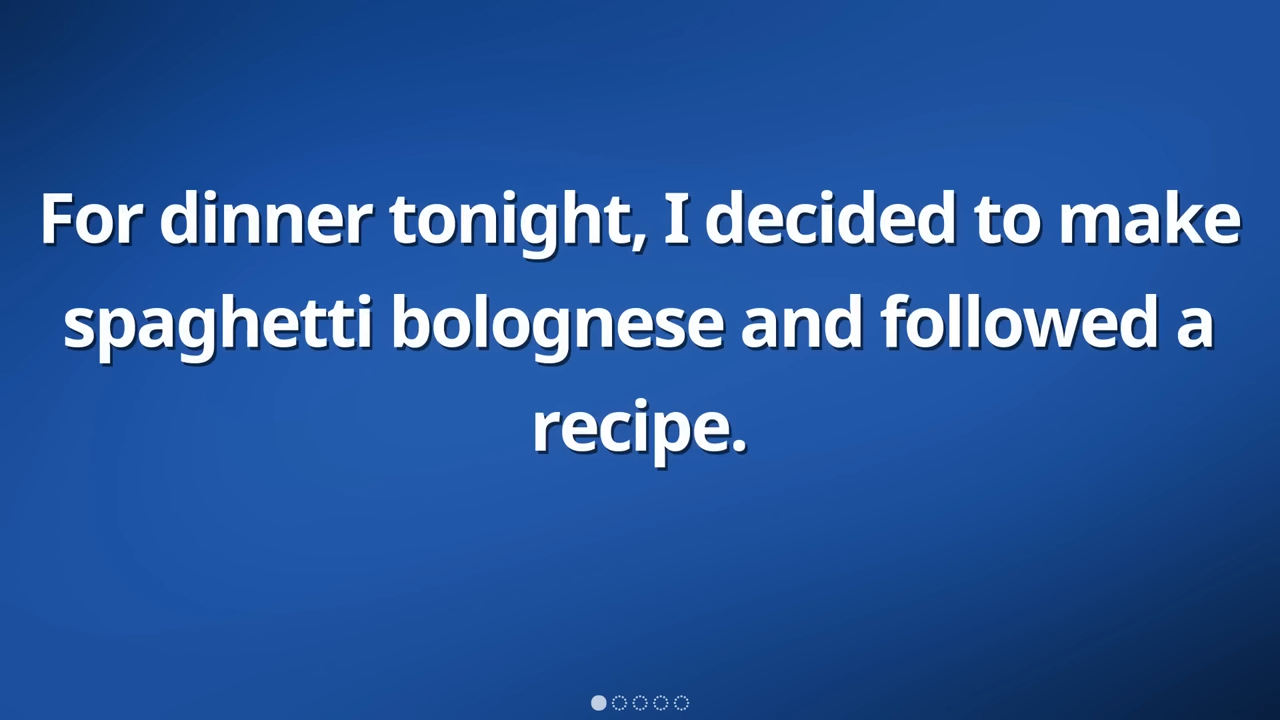 For dinner tonight, I decided to make
spaghetti bolognese and followed a
recipe.